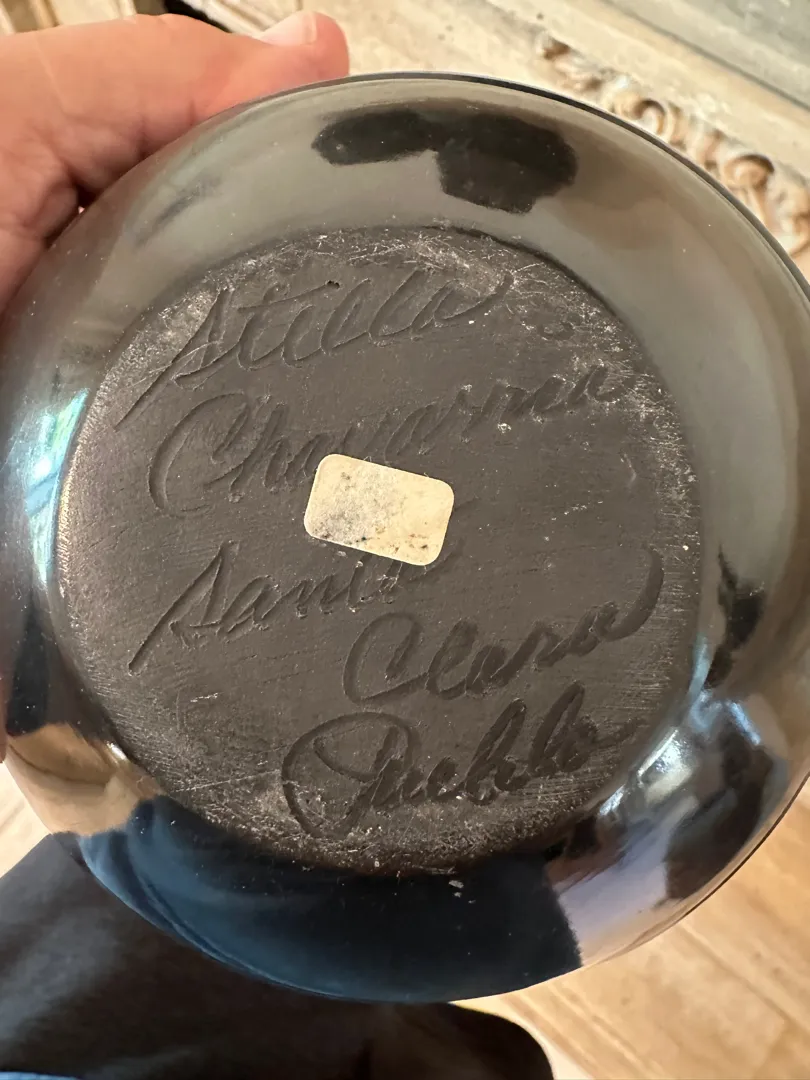 Stella
Chavarria
Santa
Clara
Pueblo